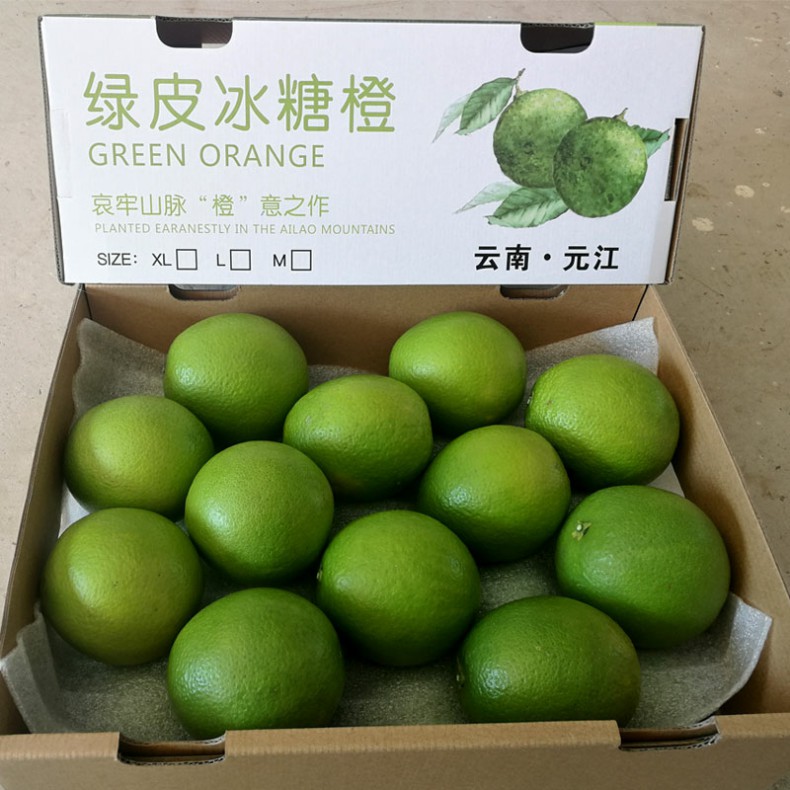 绿皮冰糖橙
GREEN ORANGE
哀牢山脉“橙”意之作
PLANTED EARANESTLY IN THE AILAO MOUNTAINS
SIZE: XL□ L□ M□
云南·元江